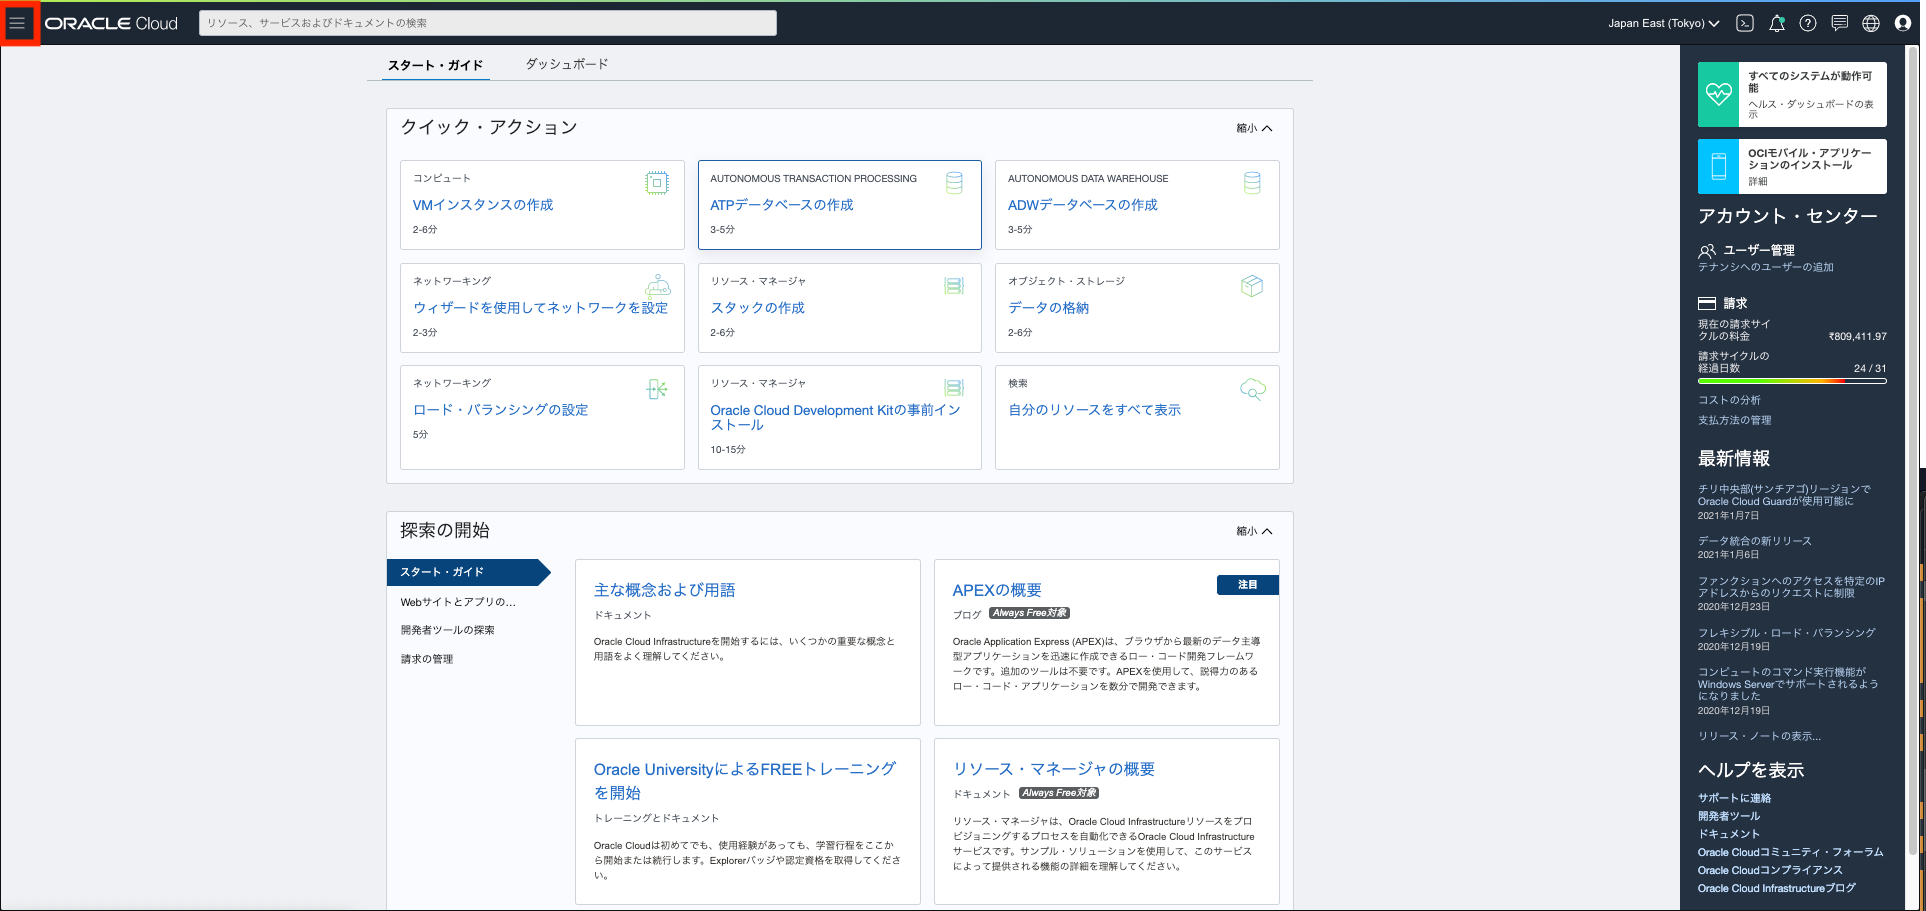 ORACLE Cloud
リソース、サービスおよびドキュメントの検索
Japan East (Tokyo)
スタート・ガイド
ダッシュボード
クイック・アクション
縮小
コンピュート
VMインスタンスの作成
2-6分
AUTONOMOUS TRANSACTION PROCESSING
ATPデータベースの作成
3-5分
AUTONOMOUS DATA WAREHOUSE
ADWデータベースの作成
3-5分
ネットワーキング
ウィザードを使用してネットワークを設定
2-3分
リソース・マネージャ
スタックの作成
2-6分
オブジェクト・ストレージ
データの格納
2-6分
ネットワーキング
ロード・バランシングの設定
5分
リソース・マネージャ
Oracle Cloud Development Kitの事前イン
ストール
10-15分
検索
自分のリソースをすべて表示
探索の開始
縮小
スタート・ガイド
Webサイトとアプリの...
開発者ツールの探索
請求の管理
主な概念および用語
ドキュメント
Oracle Cloud Infrastructureを開始するには、いくつかの重要な概念と
用語をよく理解してください。
注目
APEXの概要
ブログ Always Free対象
Oracle Application Express (APEX)は、ブラウザから最新のデータ主導
型アプリケーションを迅速に作成できるロー・コード開発フレームワ
ークです。追加のツールは不要です。APEXを使用して、説得力のある
ロー・コード・アプリケーションを数分で開発できます。
Oracle UniversityによるFREEトレーニング
を開始
トレーニングとドキュメント
Oracle Cloudは初めてでも、使用経験があっても、学習行程をここか
ら開始または続行します。Explorerバッジや認定資格を取得してくださ
い。
リソース・マネージャの概要
ドキュメント Always Free対象
リソース・マネージャは、Oracle Cloud Infrastructureリソースをプロ
ビジョニングするプロセスを自動化できるOracle Cloud Infrastructure
サービスです。サンプル・ソリューションを使用して、このサービス
によって提供される機能の詳細を理解してください。
すべてのシステムが動作可
能
ヘルス・ダッシュボードの表
示
OCIモバイル・アプリケー
ションのインストール
詳細
アカウント・センター
ユーザー管理
テナンシへのユーザーの追加
請求
現在の請求サイ
クルの料金
₹809,411.97
請求サイクルの
経過日数
24 / 31
コストの分析
支払方法の管理
最新情報
チリ中央部(サンチアゴ)リージョンで
Oracle Cloud Guardが使用可能に
2021年1月7日
データ統合の新リリース
2021年1月6日
ファンクションへのアクセスを特定のIP
アドレスからのリクエストに制限
2020年12月23日
フレキシブル・ロード・バランシング
2020年12月19日
コンピュートのコマンド実行機能が
Windows Serverでサポートされるよう
になりました
2020年12月19日
リリース・ノートの表示...
ヘルプを表示
サポートに連絡
開発者ツール
ドキュメント
Oracle Cloudコミュニティ・フォーラム
Oracle Cloudコンプライアンス
Oracle Cloud Infrastructureブログ